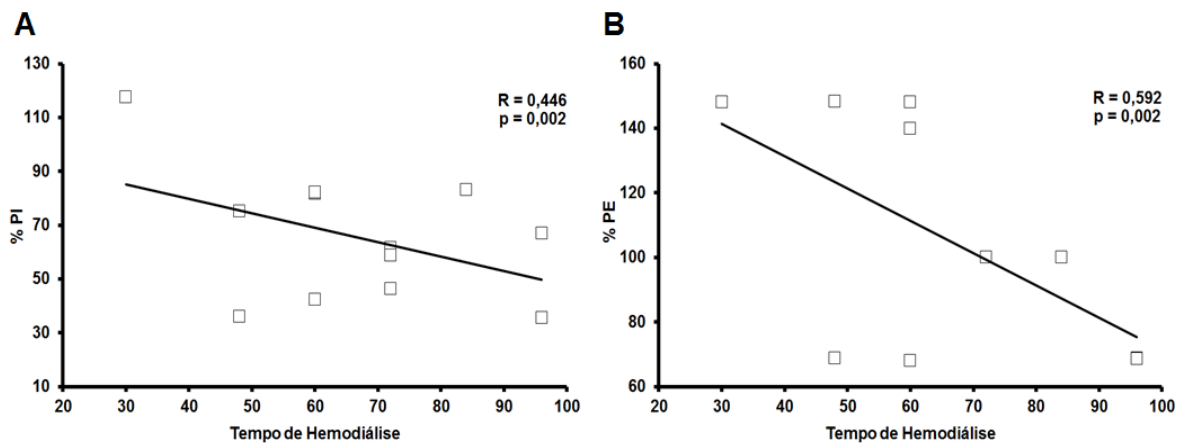 A
130
110
90
70
50
30
10
% PI
R = 0,446
p = 0,002
20 30 40 50 60 70 80 90 100
Tempo de Hemodiálise
B
160
140
120
100
80
60
% PE
R = 0,592
p = 0,002
20 30 40 50 60 70 80 90 100
Tempo de Hemodiálise